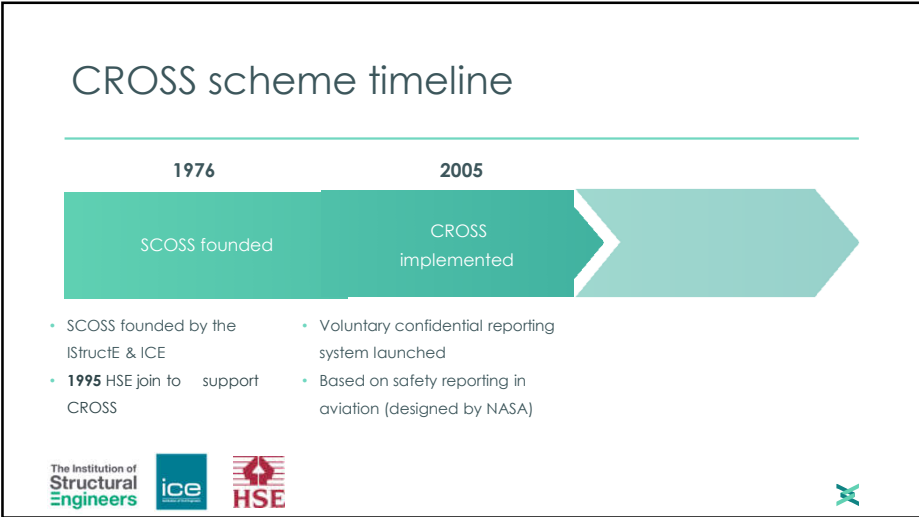 CROSS scheme timeline
1976
2005
SCOSS founded
CROSS
implemented
• SCOSS founded by the
IStructE & ICE
• 1995 HSE join to support
CROSS
• Voluntary confidential reporting
system launched
• Based on safety reporting in
aviation (designed by NASA)
The Institution of
Structural
Engineers
ice
HSE